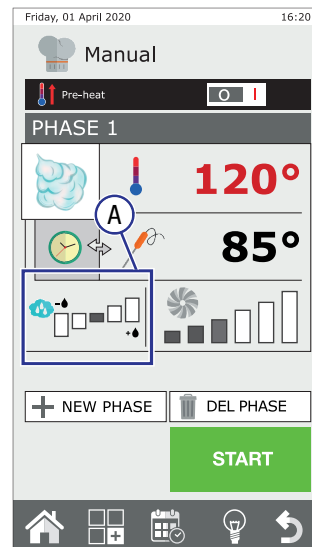 Friday, 01 April 2020 16:20
Manual
Pre-heat O I
PHASE 1
120°
A
85°
NEW PHASE DEL PHASE
START